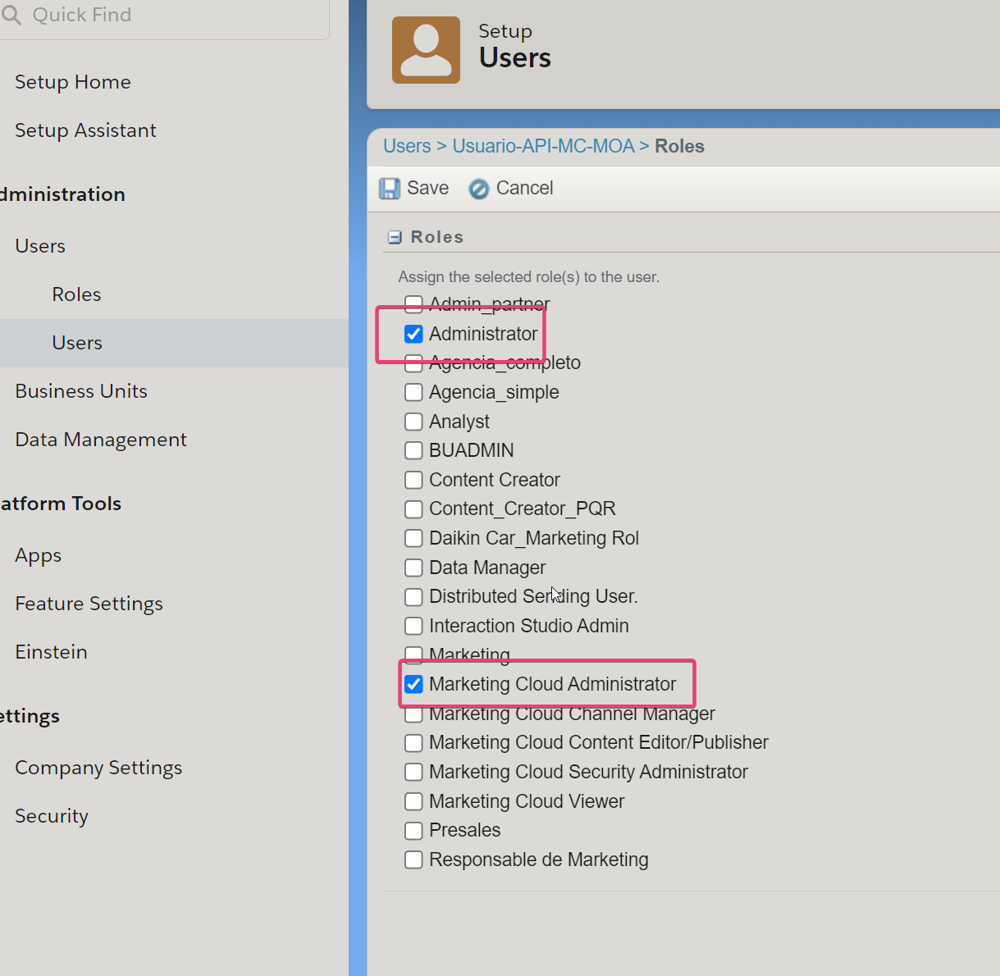 Quick Find
Setup Home
Setup Assistant
dministration
Users
Roles
Users
Business Units
Data Management
atform Tools
Apps
Feature Settings
Einstein
ettings
Company Settings
Security
Setup
Users
Users > Usuario-API-MC-MOA > Roles
Save Cancel
Roles
Assign the selected role(s) to the user.
Admin_partner
Administrator
Agencia_completo
Agencia_simple
Analyst
BUADMIN
Content Creator
Content_Creator_PQR
Daikin Car_Marketing Rol
Data Manager
Distributed Sending User.
Interaction Studio Admin
Marketing
Marketing Cloud Administrator
Marketing Cloud Channel Manager
Marketing Cloud Content Editor/Publisher
Marketing Cloud Security Administrator
Marketing Cloud Viewer
Presales
Responsable de Marketing